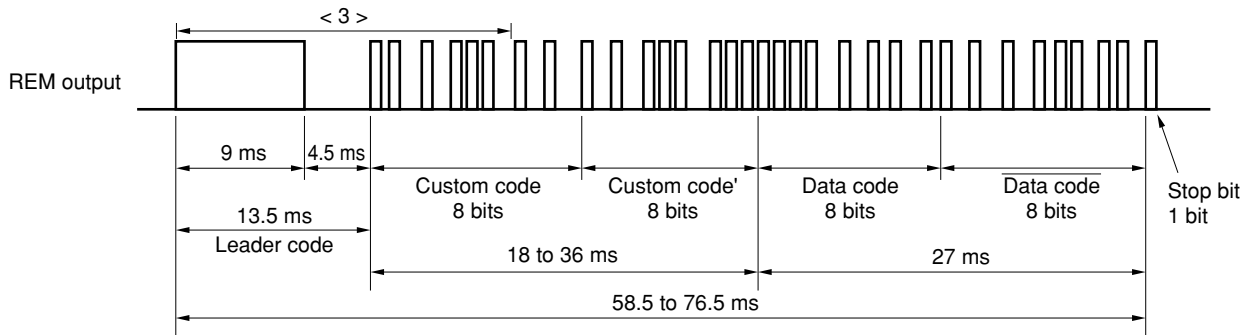 < 3 >
REM output
9 ms
4.5 ms
Custom code
8 bits
Custom code'
8 bits
Data code
8 bits
Data code
8 bits
Stop bit
1 bit
13.5 ms
Leader code
18 to 36 ms
27 ms
58.5 to 76.5 ms